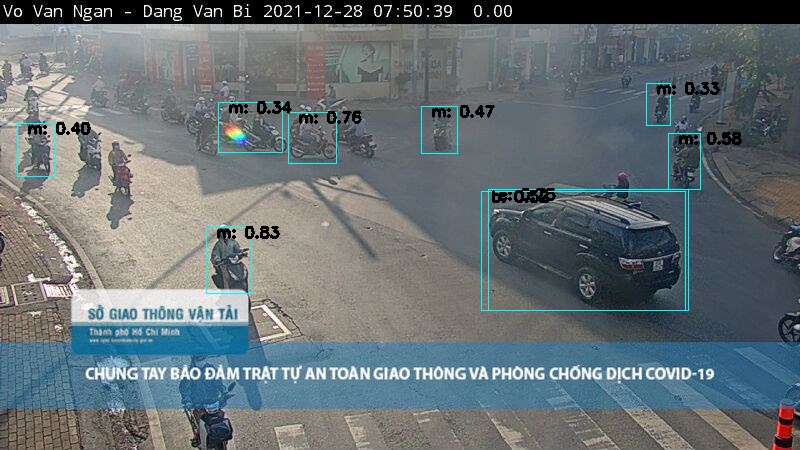 Vo Van Ngan - Dang Van Bi 2021-12-28 07:50:39 0.00
m: 0.33
m: 0.34
m: 0.47
m: 0.76
m: 0.40
m: 0.58
m: 0.83
SỞ GIAO THÔNG VẬN TẢI
Thành phố Hồ Chí Minh
CHUNG TAY BẢO ĐẢM TRẬT TỰ AN TOÀN GIAO THÔNG VÀ PHÒNG CHỐNG DỊCH COVID-19